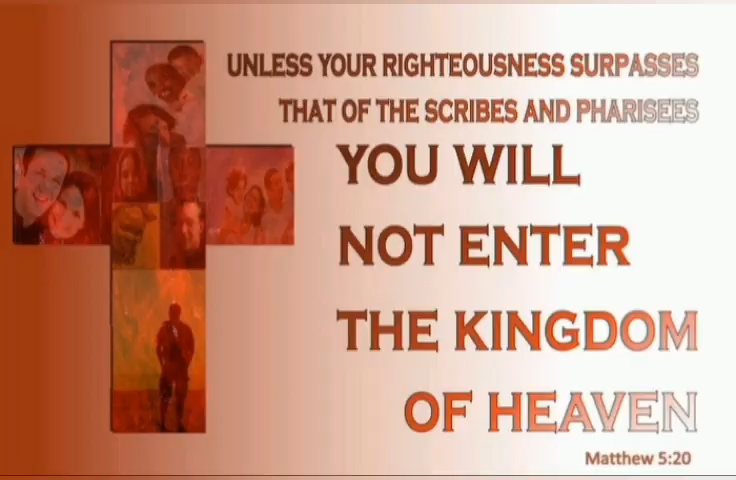 UNLESS YOUR RIGHTEOUSNESS SURPASSES
THAT OF THE SCRIBES AND PHARISEES
YOU WILL
NOT ENTER
THE KINGDOM
OF HEAVEN
Matthew 5:20